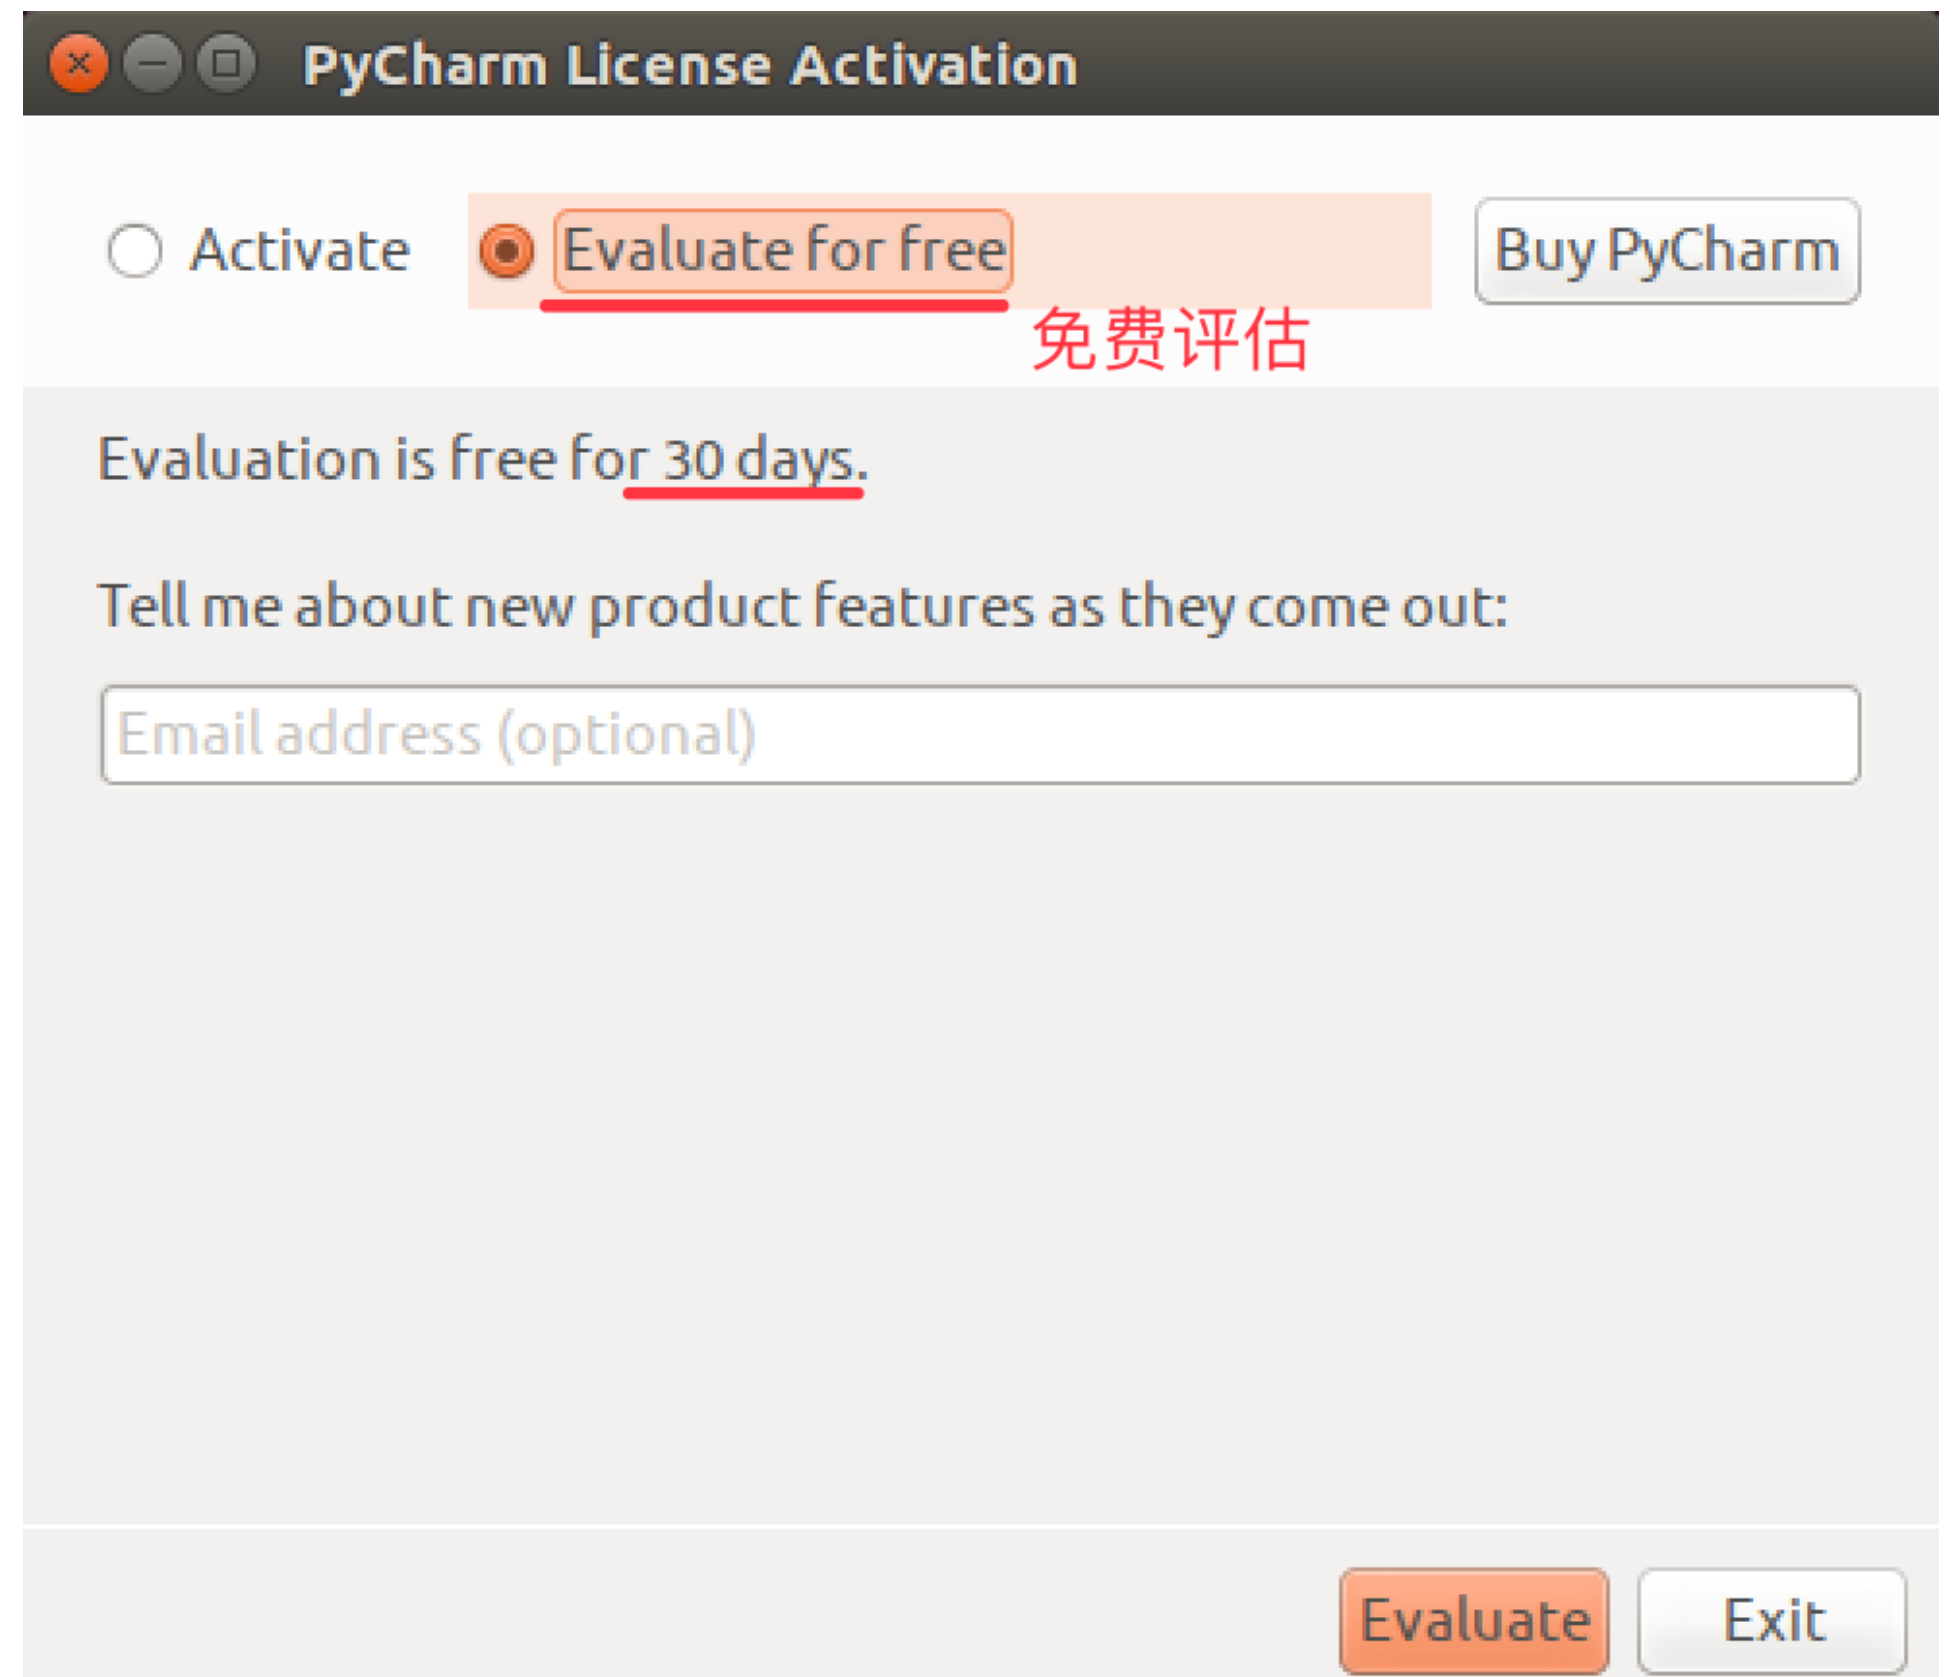 PyCharm License Activation
Activate Evaluate for free Buy PyCharm
免费评估
Evaluation is free for 30 days.
Tell me about new product features as they come out:
Email address (optional)
Evaluate Exit